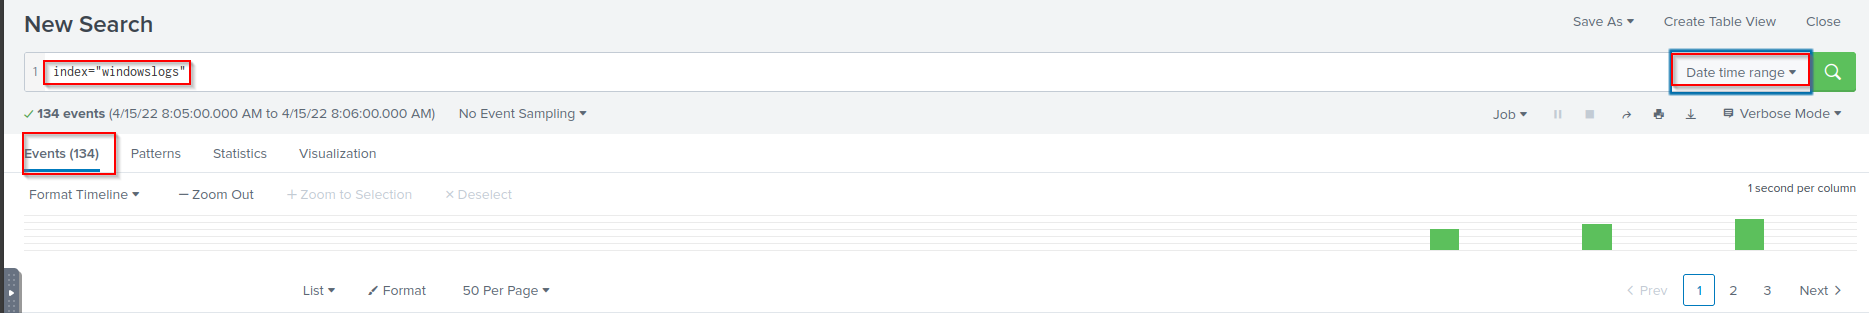 New Search
Save As Create Table View Close
1 index="windowslogs"
Date time range
134 events (4/15/22 8:05:00.000 AM to 4/15/22 8:06:00.000 AM) No Event Sampling
Job Verbose Mode
Events (134) Patterns Statistics Visualization
Format Timeline — Zoom Out + Zoom to Selection × Deselect
1 second per column
List Format 50 Per Page
< Prev 1 2 3 Next >